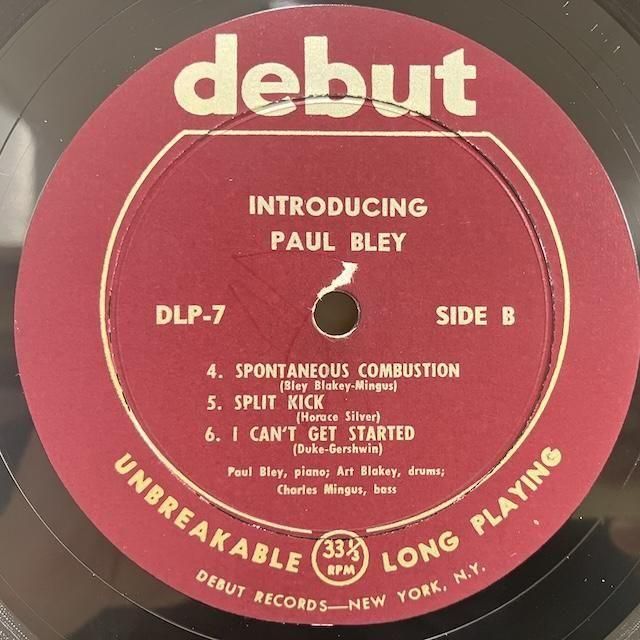 debut
INTRODUCING
PAUL BLEY
DLP-7 SIDE B
4. SPONTANEOUS COMBUSTION
(Bley Blakey-Mingus)
5. SPLIT KICK
(Horace Silver)
6. I CAN'T GET STARTED
(Duke-Gershwin)
Paul Bley, piano; Art Blakey, drums;
Charles Mingus, bass
UNBREAKABLE 33 1/3 RPM LONG PLAYING
DEBUT RECORDS—NEW YORK, N.Y.